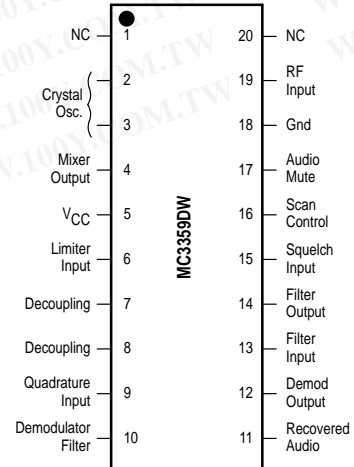 NC
1
20
NC
Crystal
Osc.
2
3
19
RF
Input
18
Gnd
Mixer
Output
4
17
Audio
Mute
VCC
5
16
Scan
Control
MC3359DW
Limiter
Input
6
15
Squelch
Input
Decoupling
7
14
Filter
Output
Decoupling
8
13
Filter
Input
Quadrature
Input
9
12
Demod
Output
Demodulator
Filter
10
11
Recovered
Audio